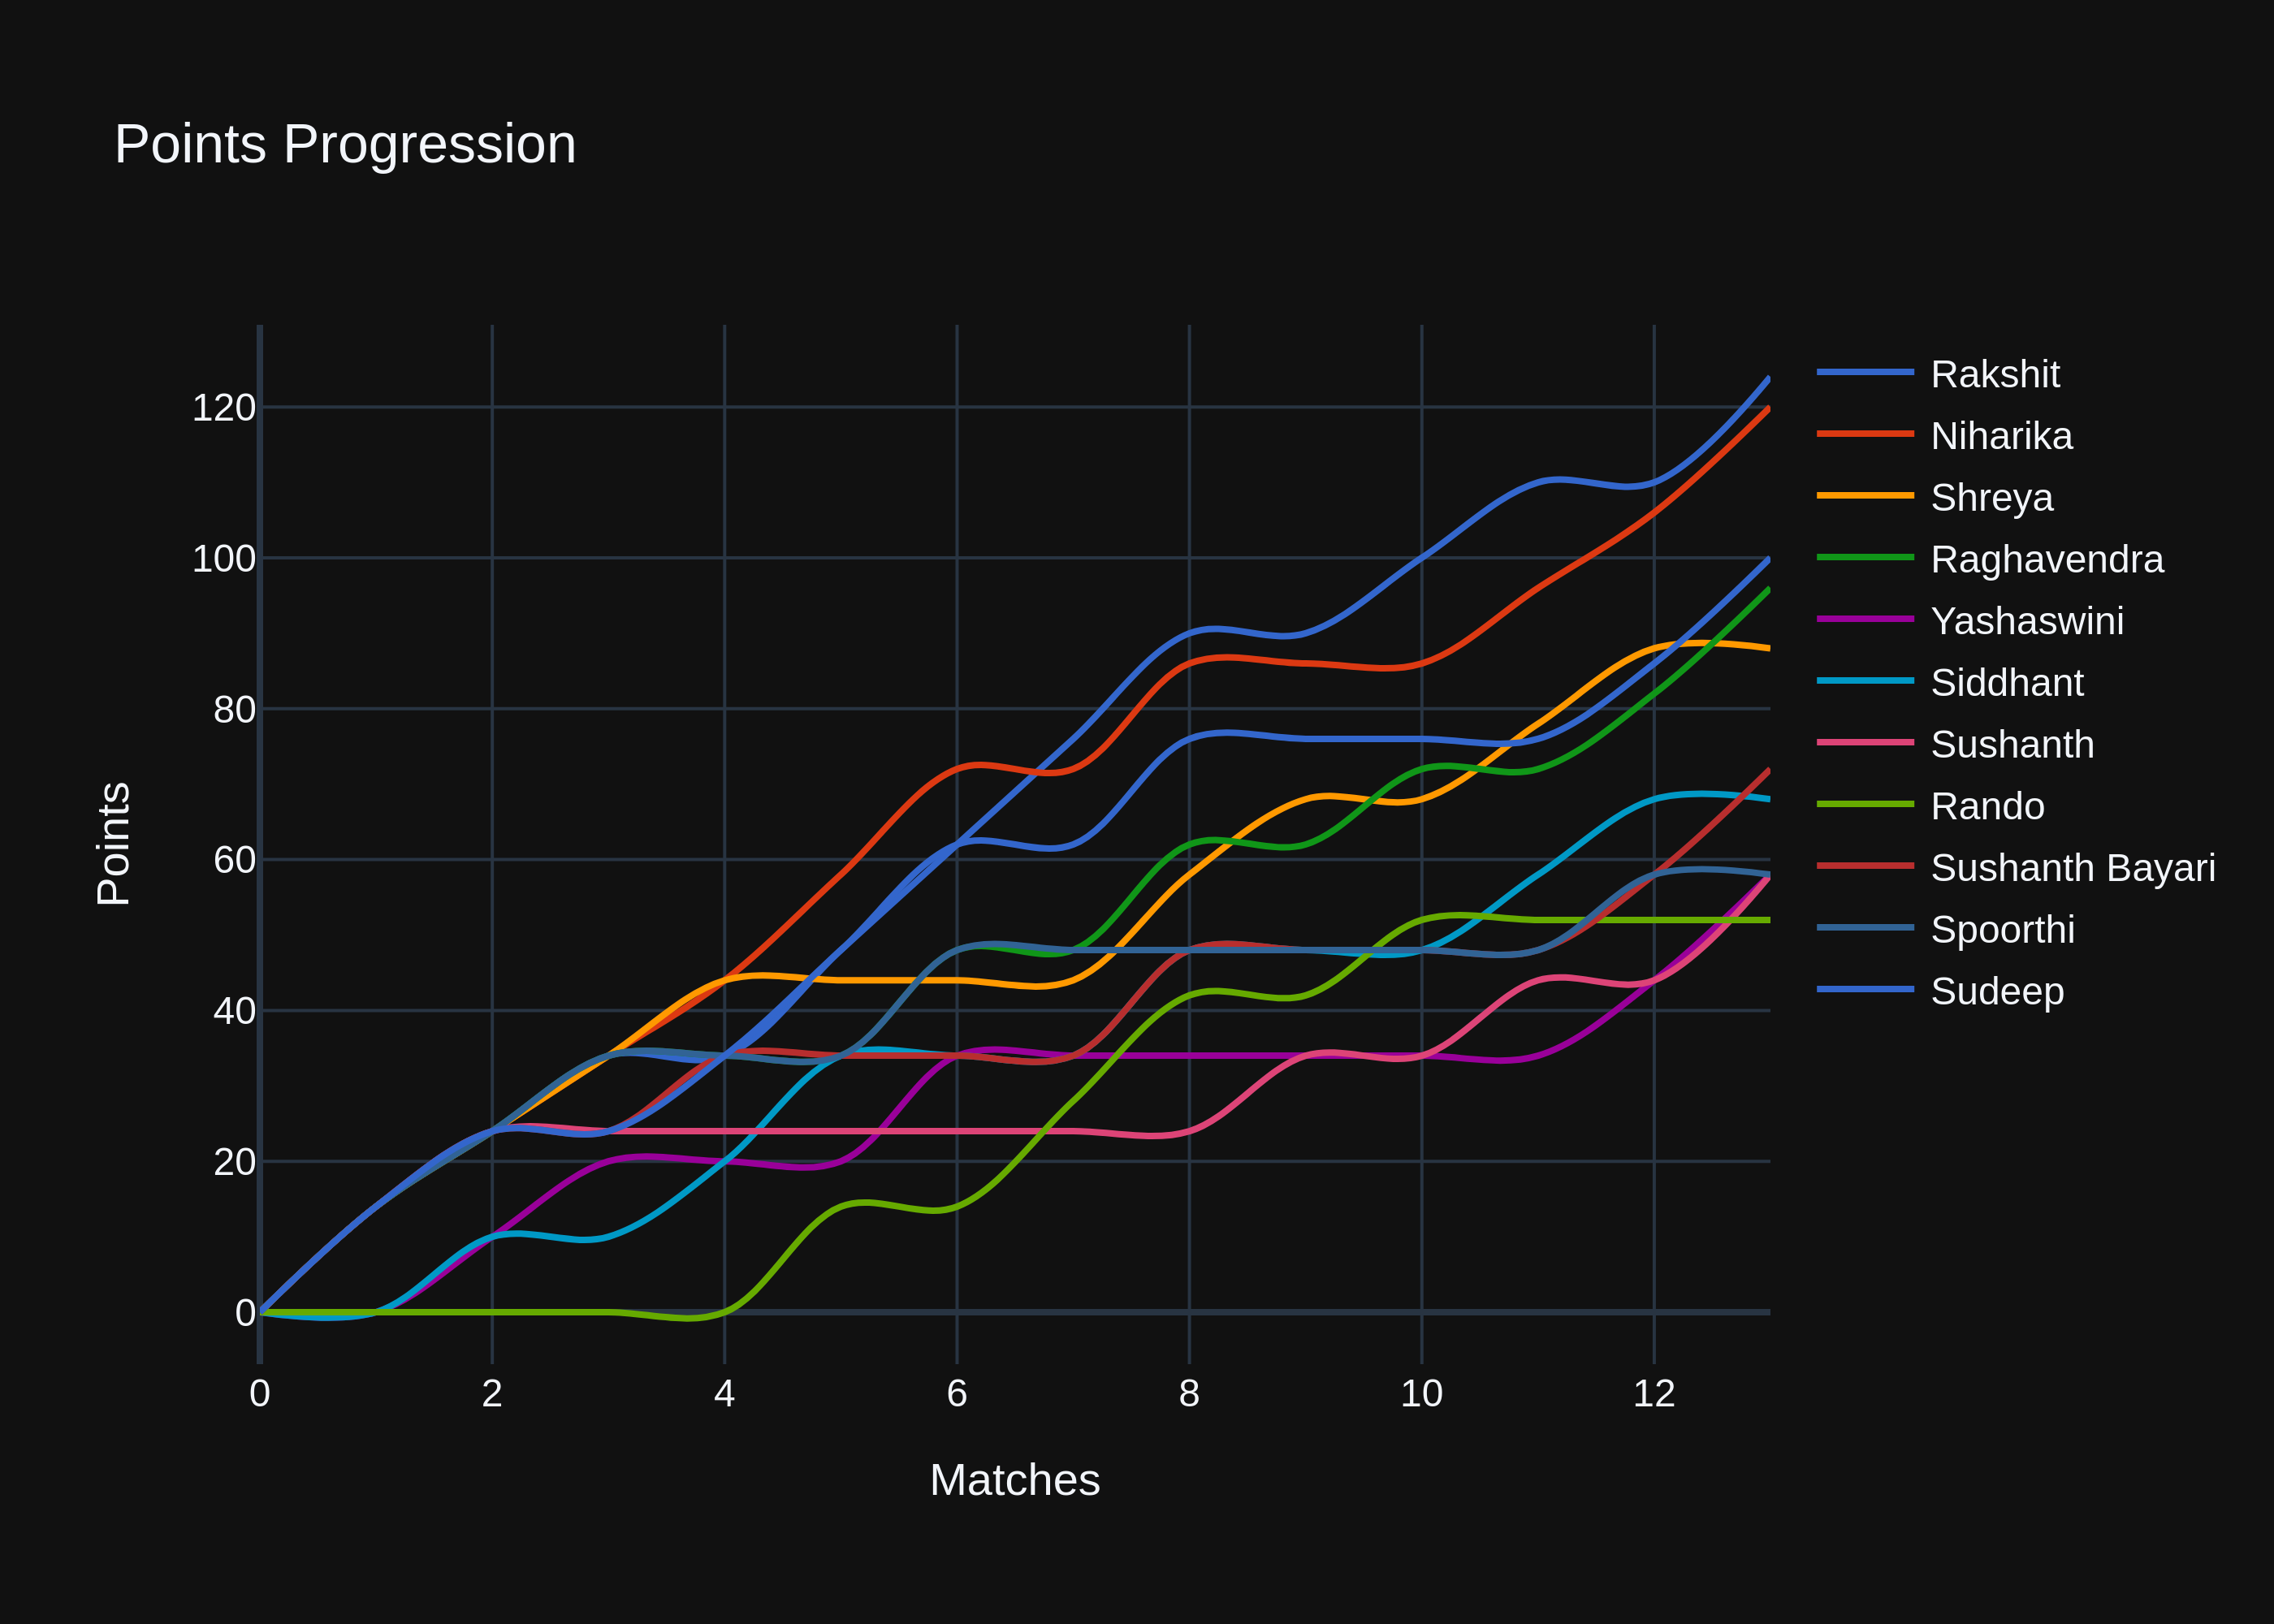 Points Progression
120
100
80
60
40
20
0
Points
0 2 4 6 8 10 12
Matches
Rakshit
Niharika
Shreya
Raghavendra
Yashaswini
Siddhant
Sushanth
Rando
Sushanth Bayari
Spoorthi
Sudeep